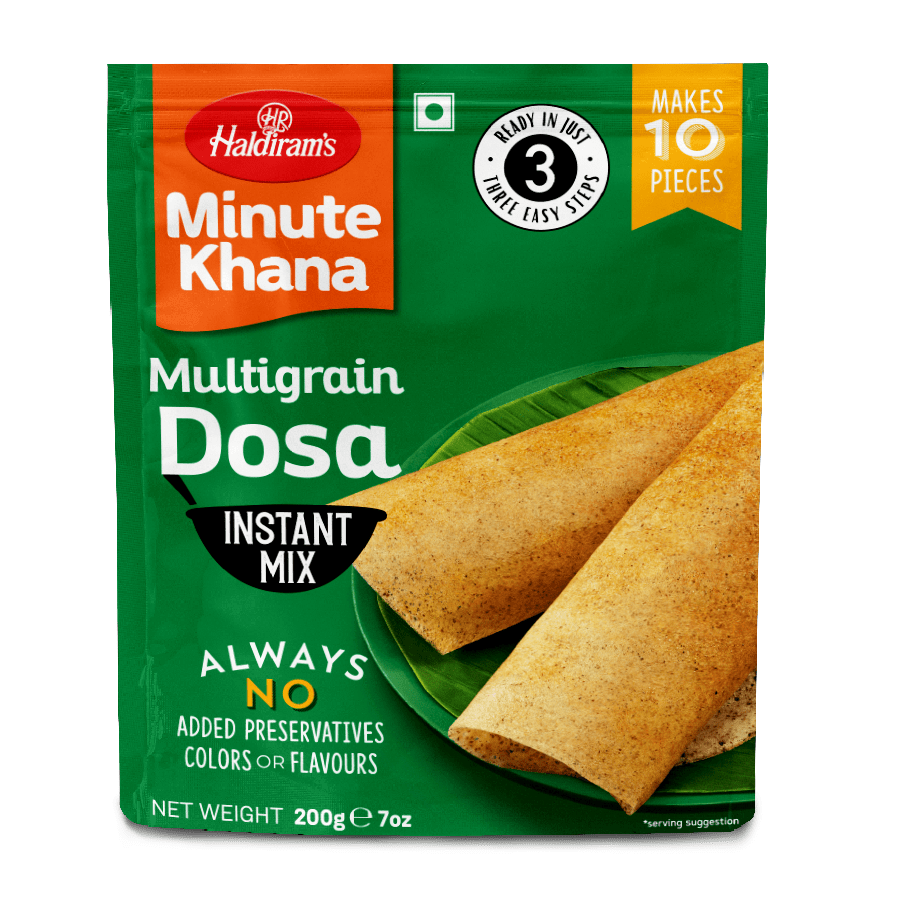 HR
Haldiram's
Minute
Khana
READY IN JUST
3
THREE EASY STEPS
MAKES
10
PIECES
Multigrain
Dosa
INSTANT
MIX
ALWAYS
NO
ADDED PRESERVATIVES
COLORS OR FLAVOURS
NET WEIGHT 200g ℮ 7oz
*serving suggestion